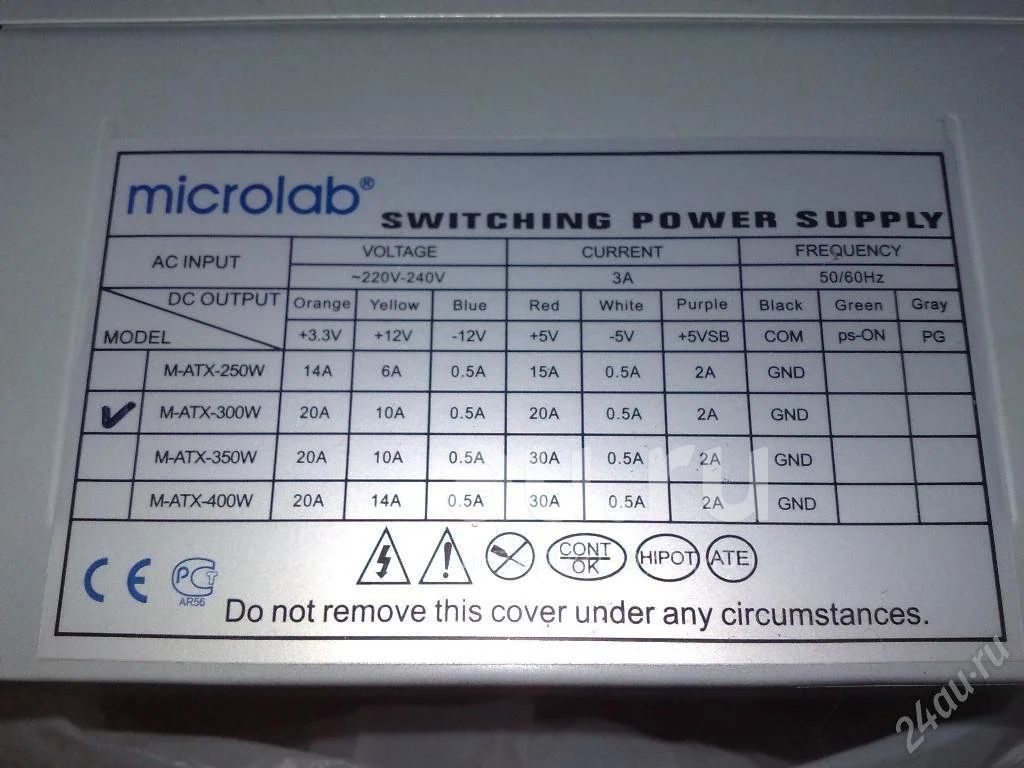 microlab®
SWITCHING POWER SUPPLY
AC INPUT VOLTAGE CURRENT FREQUENCY
~220V-240V 3A 50/60Hz
DC OUTPUT Orange Yellow Blue Red White Purple Black Green Gray
MODEL +3.3V +12V -12V +5V -5V +5VSB COM ps-ON PG
M-ATX-250W 14A 6A 0.5A 15A 0.5A 2A GND
M-ATX-300W 20A 10A 0.5A 20A 0.5A 2A GND
M-ATX-350W 20A 10A 0.5A 30A 0.5A 2A GND
M-ATX-400W 20A 14A 0.5A 30A 0.5A 2A GND
CE PCT CONT HIPOT ATE
OK
AR56
Do not remove this cover under any circumstances.
24au.ru